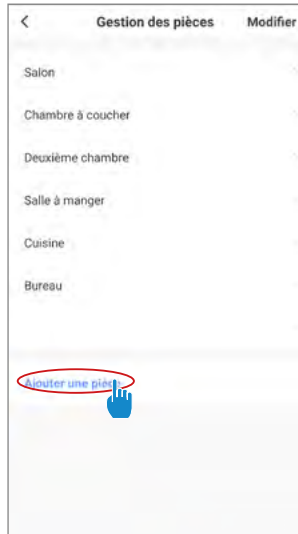 Gestion des pièces Modifier
Salon
Chambre à coucher
Deuxième chambre
Salle à manger
Cuisine
Bureau
Ajouter une pièce